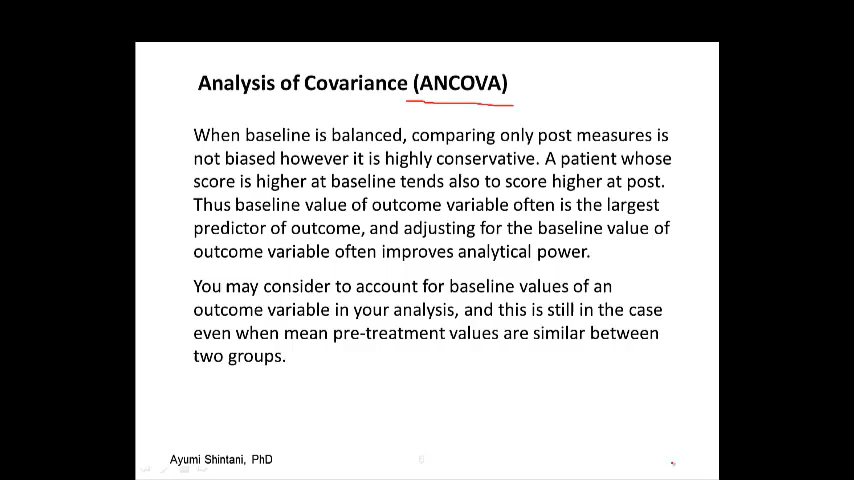 Analysis of Covariance (ANCOVA)
When baseline is balanced, comparing only post measures is
not biased however it is highly conservative. A patient whose
score is higher at baseline tends also to score higher at post.
Thus baseline value of outcome variable often is the largest
predictor of outcome, and adjusting for the baseline value of
outcome variable often improves analytical power.
You may consider to account for baseline values of an
outcome variable in your analysis, and this is still in the case
even when mean pre-treatment values are similar between
two groups.
Ayumi Shintani, PhD